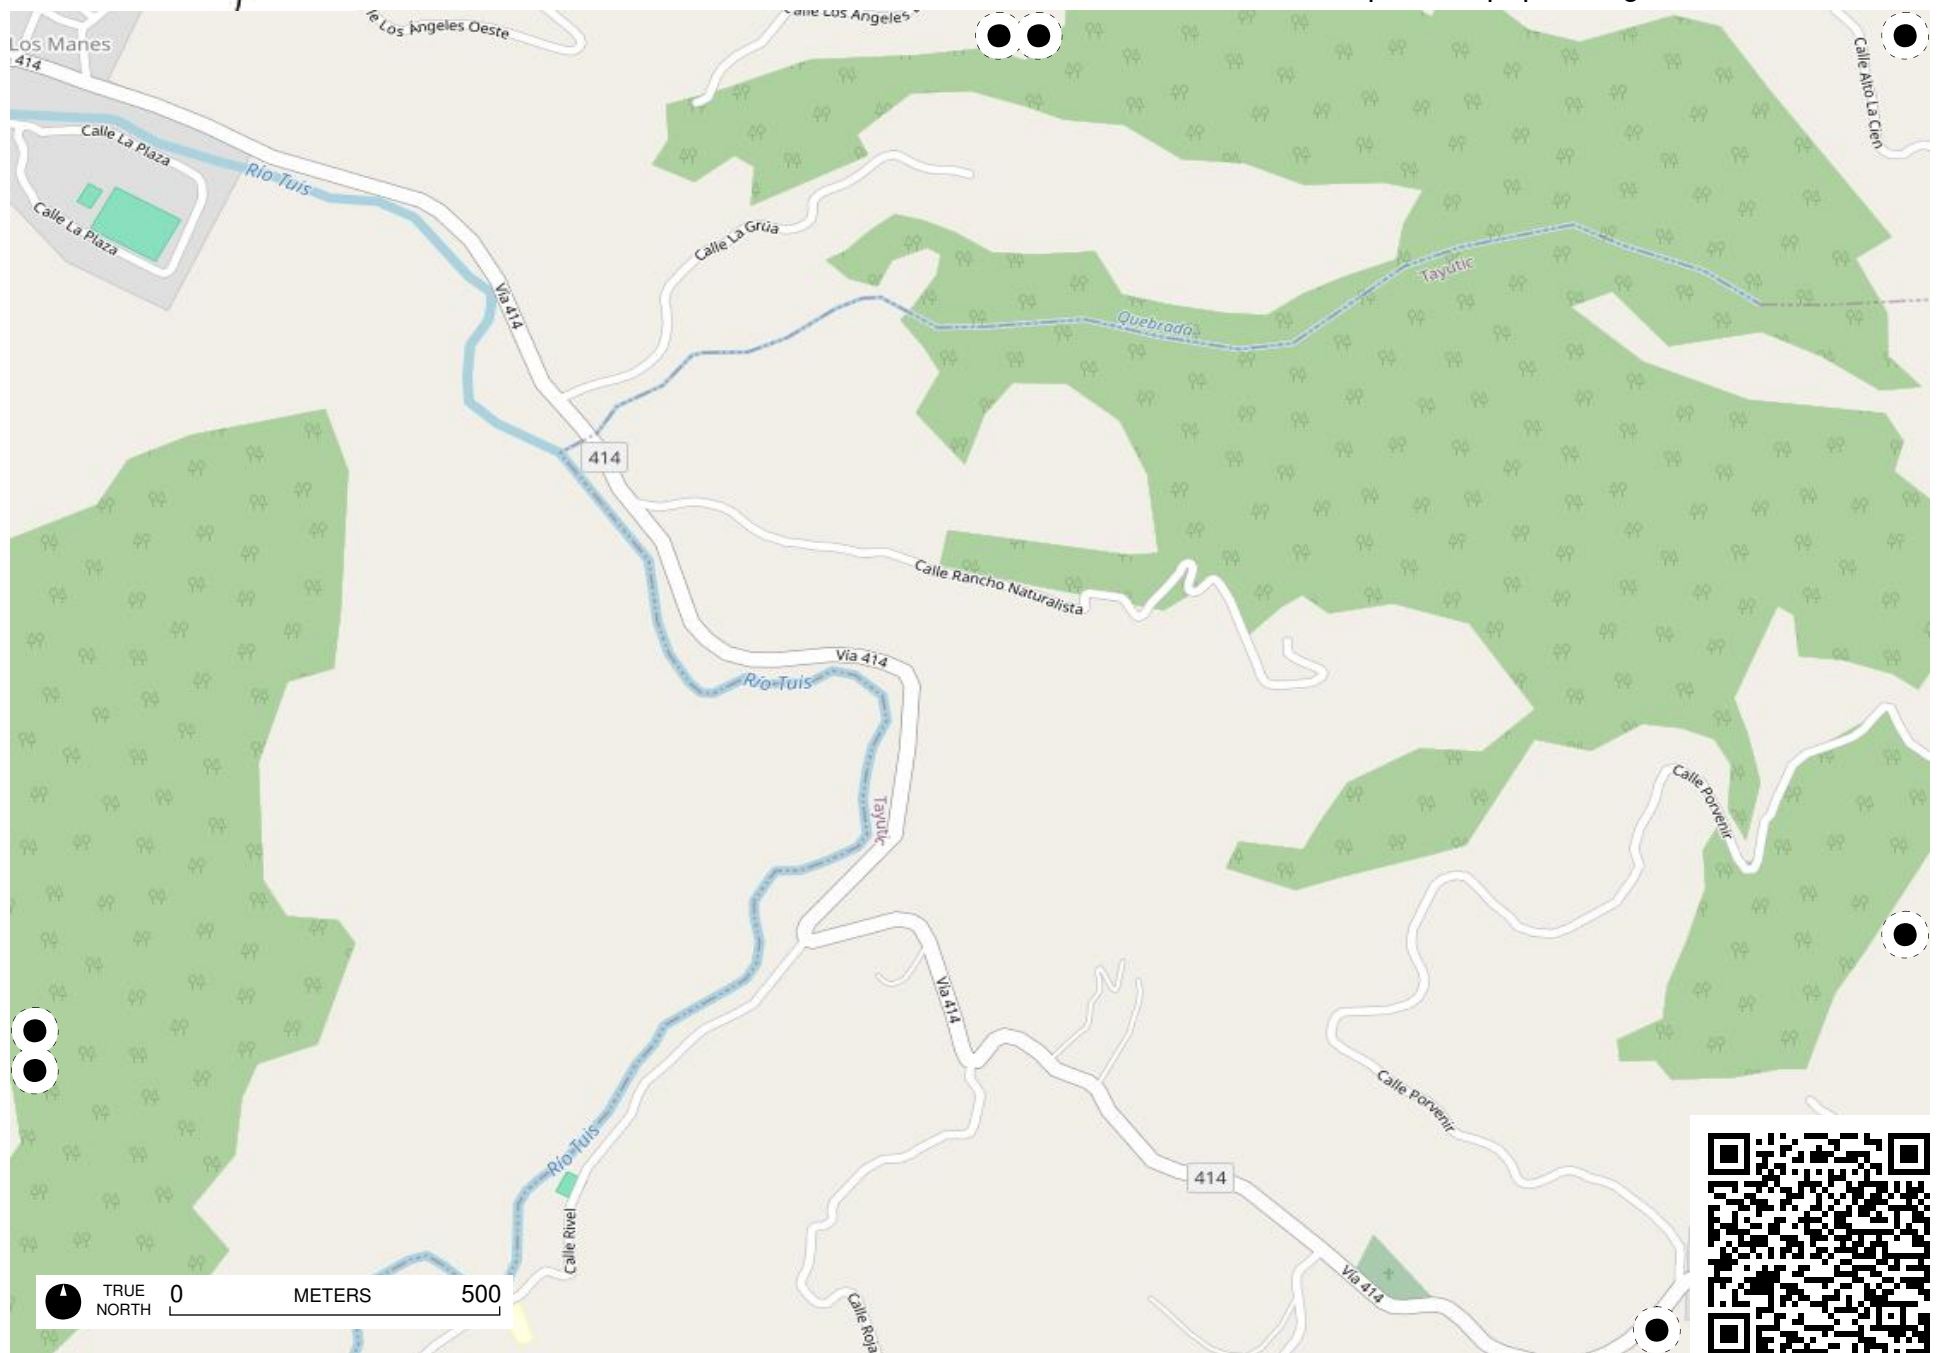 Calle Los Angeles
Los Angeles Oeste
Los Manes
414
Calle Alto La Cien
Calle La Plaza
Río Tuis
Calle La Plaza
Calle La Grúa
Tayutic
Vía 414
Quebrada
414
Calle Rancho Naturalista
Vía 414
Río Tuis
Calle Porvenir
Tayutic
Vía 414
Calle Porvenir
Río Tuis
414
Calle Rivel
Vía 414
Calle Roja
TRUE
NORTH
0 METERS 500